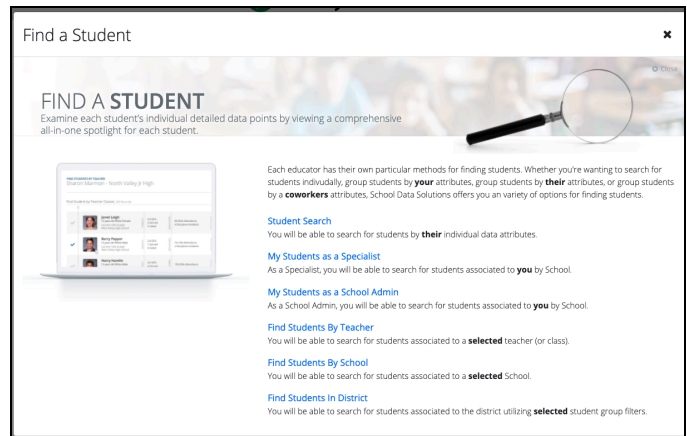 Find a Student
✖
Close
FIND A STUDENT
Examine each student's individual detailed data points by viewing a comprehensive
all-in-one spotlight for each student.
Sharon Marmon - North Valley Jr High
Each educator has their own particular methods for finding students. Whether you're wanting to search for
students indivudally, group students by your attributes, group students by their attributes, or group students
by a coworkers attributes, School Data Solutions offers you an variety of options for finding students.
Student Search
You will be able to search for students by their individual data attributes.
My Students as a Specialist
As a Specialist, you will be able to search for students associated to you by School.
My Students as a School Admin
As a School Admin, you will be able to search for students associated to you by School.
Find Students By Teacher
You will be able to search for students associated to a selected teacher (or class).
Find Students By School
You will be able to search for students associated to a selected School.
Find Students In District
You will be able to search for students associated to the district utilizing selected student group filters.